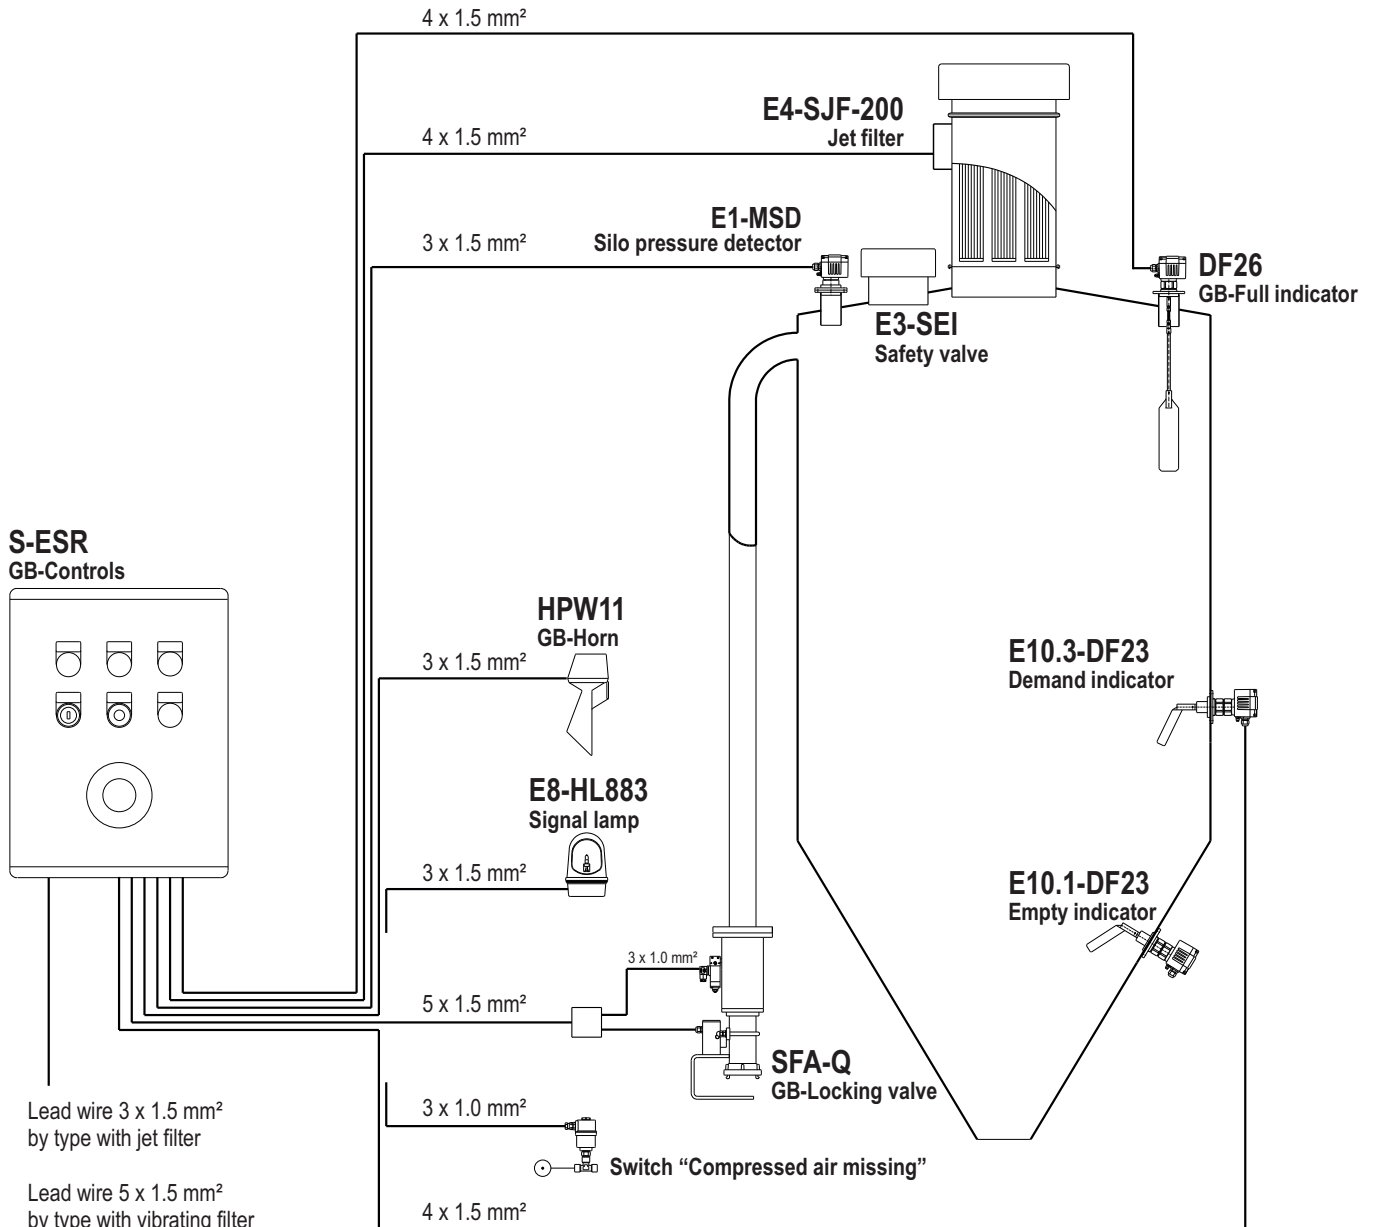 4 x 1.5 mm²
E4-SJF-200
Jet filter
4 x 1.5 mm²
E1-MSD
Silo pressure detector
3 x 1.5 mm²
DF26
GB-Full indicator
E3-SEI
Safety valve
S-ESR
GB-Controls
HPW11
GB-Horn
3 x 1.5 mm²
E10.3-DF23
Demand indicator
E8-HL883
Signal lamp
3 x 1.5 mm²
E10.1-DF23
Empty indicator
3 x 1.0 mm²
5 x 1.5 mm²
SFA-Q
GB-Locking valve
Lead wire 3 x 1.5 mm²
by type with jet filter
3 x 1.0 mm²
Switch “Compressed air missing”
Lead wire 5 x 1.5 mm²
by type with vibrating filter
4 x 1.5 mm²